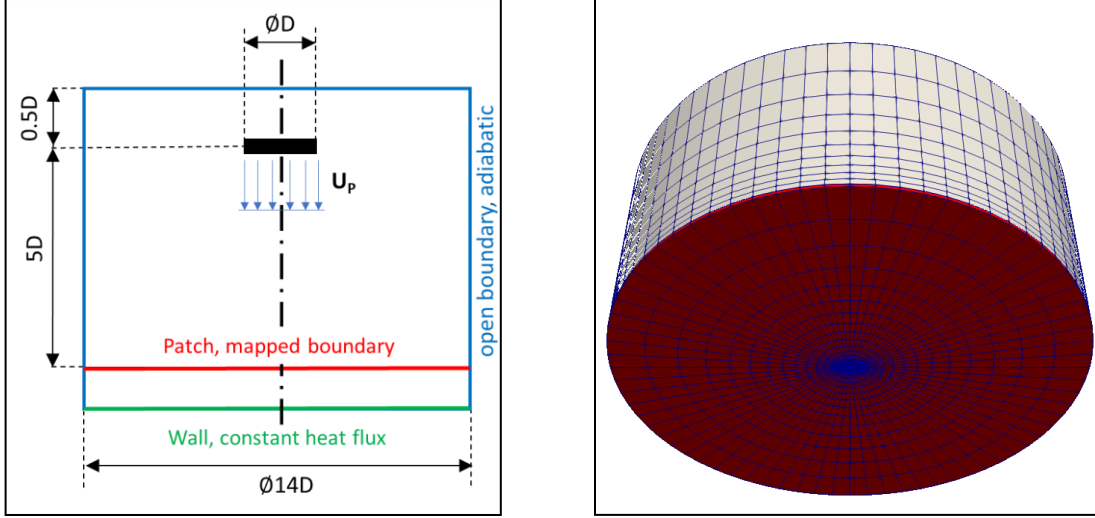 ØD
0.5D
U_P
5D
open boundary, adiabatic
Patch, mapped boundary
Wall, constant heat flux
Ø14D